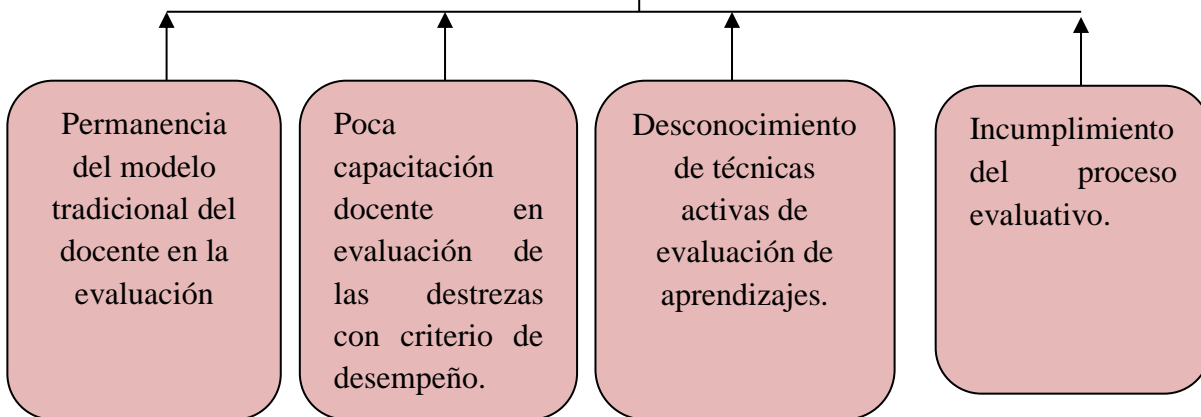 Permanencia
del modelo
tradicional del
docente en la
evaluación
Poca
capacitación
docente en
evaluación de
las destrezas
con criterio de
desempeño.
Desconocimiento
de técnicas
activas de
evaluación de
aprendizajes.
Incumplimiento
del proceso
evaluativo.